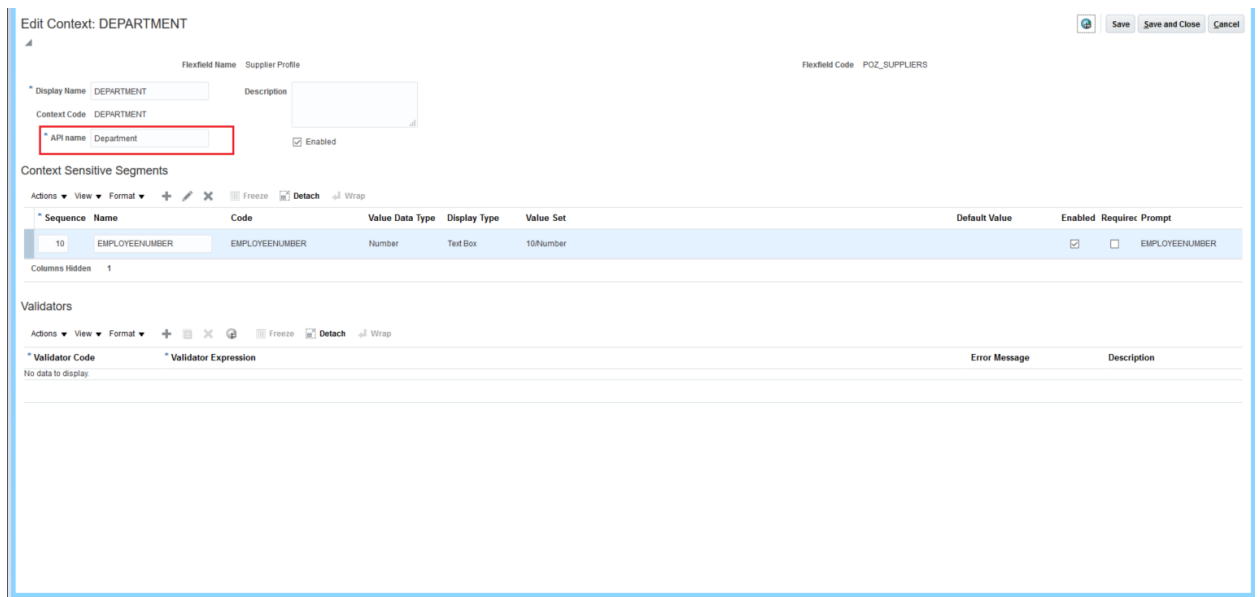 Edit Context: DEPARTMENT
Save Save and Close Cancel
Flexfield Name Supplier Profile Flexfield Code POZ_SUPPLIERS
* Display Name DEPARTMENT Description
Context Code DEPARTMENT
* API name Department
Enabled
Context Sensitive Segments
Actions View Format Freeze Detach Wrap
* Sequence Name Code Value Data Type Display Type Value Set Default Value Enabled Requirec Prompt
10 EMPLOYEENUMBER EMPLOYEENUMBER Number Text Box 10/Number EMPLOYEENUMBER
Columns Hidden 1
Validators
Actions View Format Freeze Detach Wrap
* Validator Code * Validator Expression Error Message Description
No data to display.